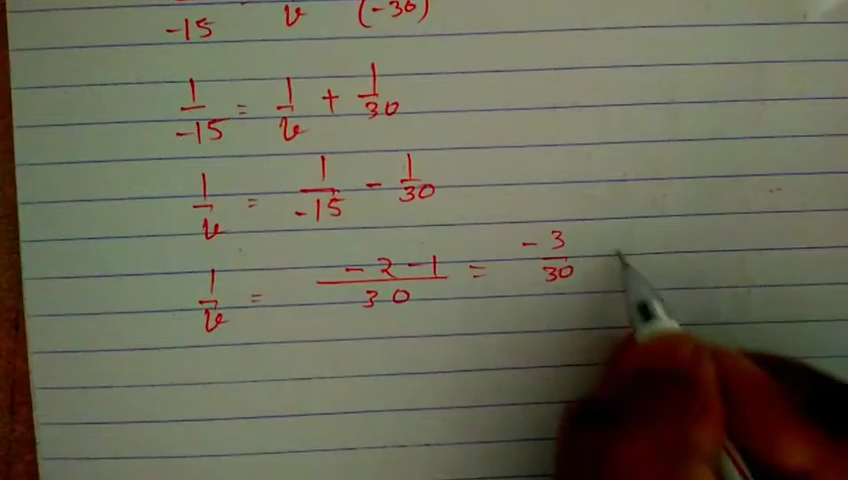 -15 v (-30)
1/-15 = 1/v + 1/30
1/v = 1/-15 - 1/30
1/v = -2-1/30 = -3/30